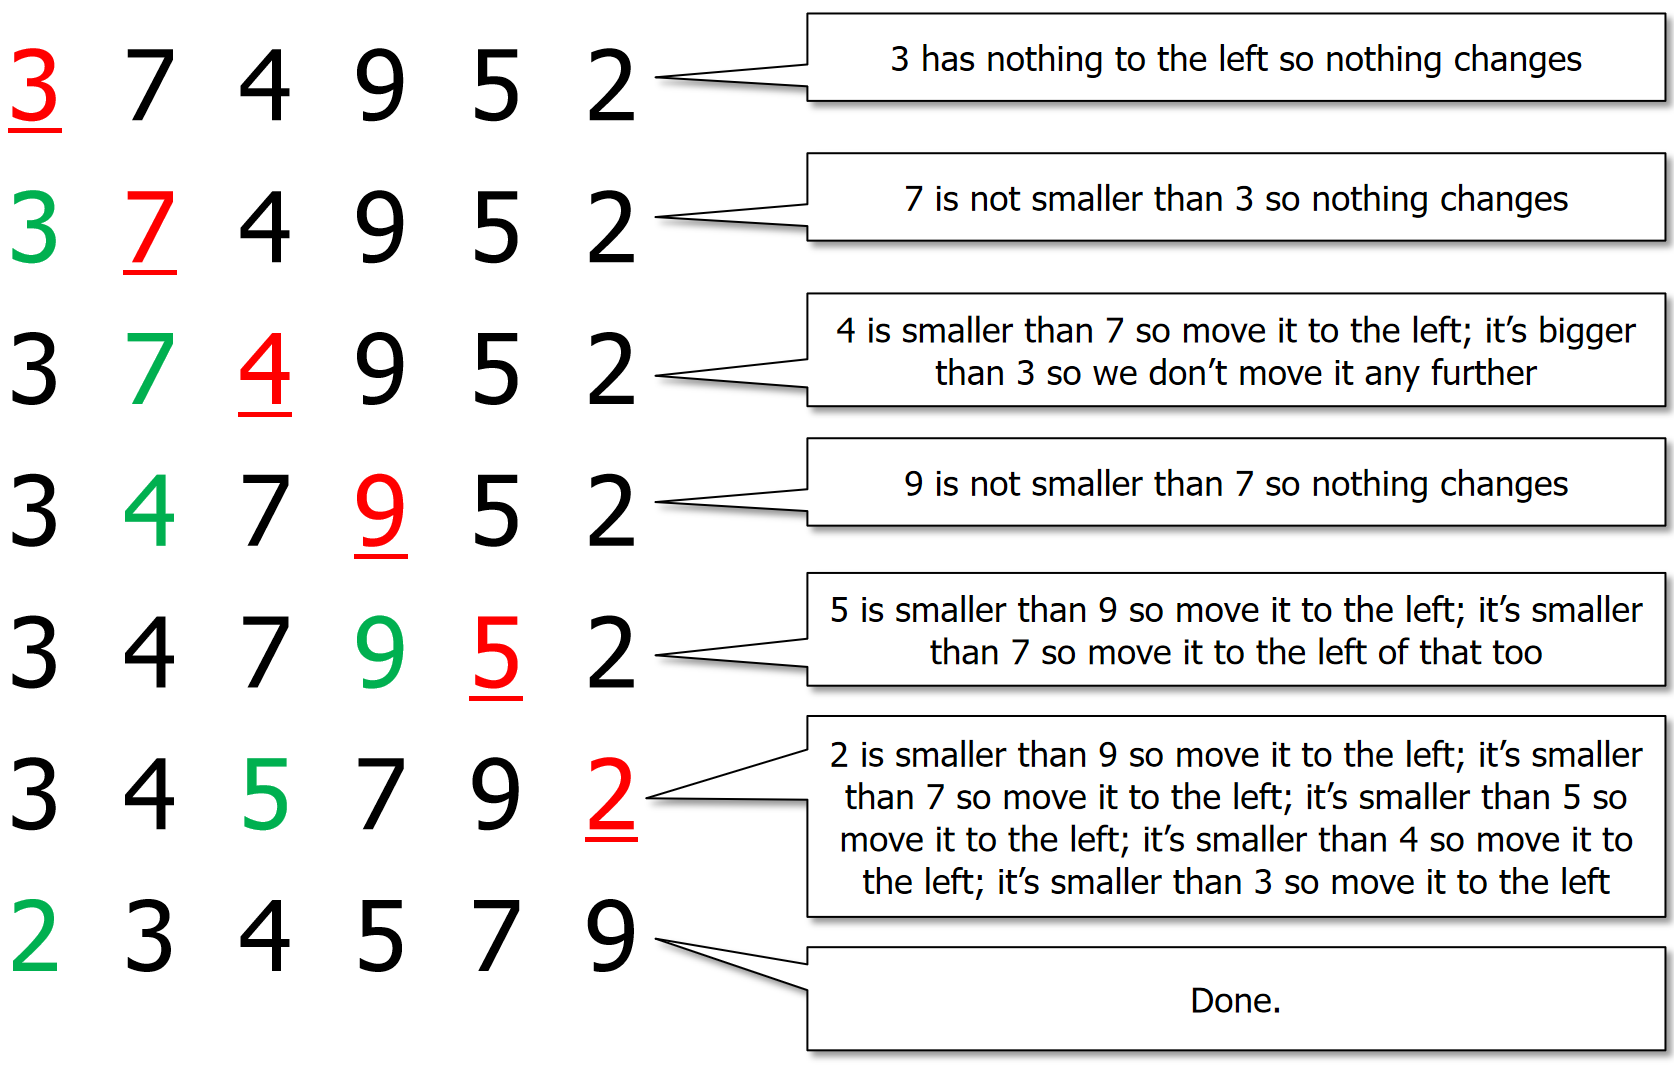 3 7 4 9 5 2
3 has nothing to the left so nothing changes
3 7 4 9 5 2
7 is not smaller than 3 so nothing changes
3 7 4 9 5 2
4 is smaller than 7 so move it to the left; it’s bigger
than 3 so we don’t move it any further
3 4 7 9 5 2
9 is not smaller than 7 so nothing changes
3 4 7 9 5 2
5 is smaller than 9 so move it to the left; it’s smaller
than 7 so move it to the left of that too
3 4 5 7 9 2
2 is smaller than 9 so move it to the left; it’s smaller
than 7 so move it to the left; it’s smaller than 5 so
move it to the left; it’s smaller than 4 so move it to
the left; it’s smaller than 3 so move it to the left
2 3 4 5 7 9
Done.